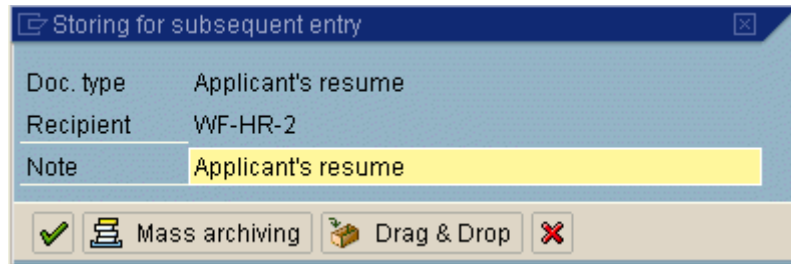 Storing for subsequent entry
Doc. type Applicant's resume
Recipient WF-HR-2
Note Applicant's resume
Mass archiving Drag & Drop